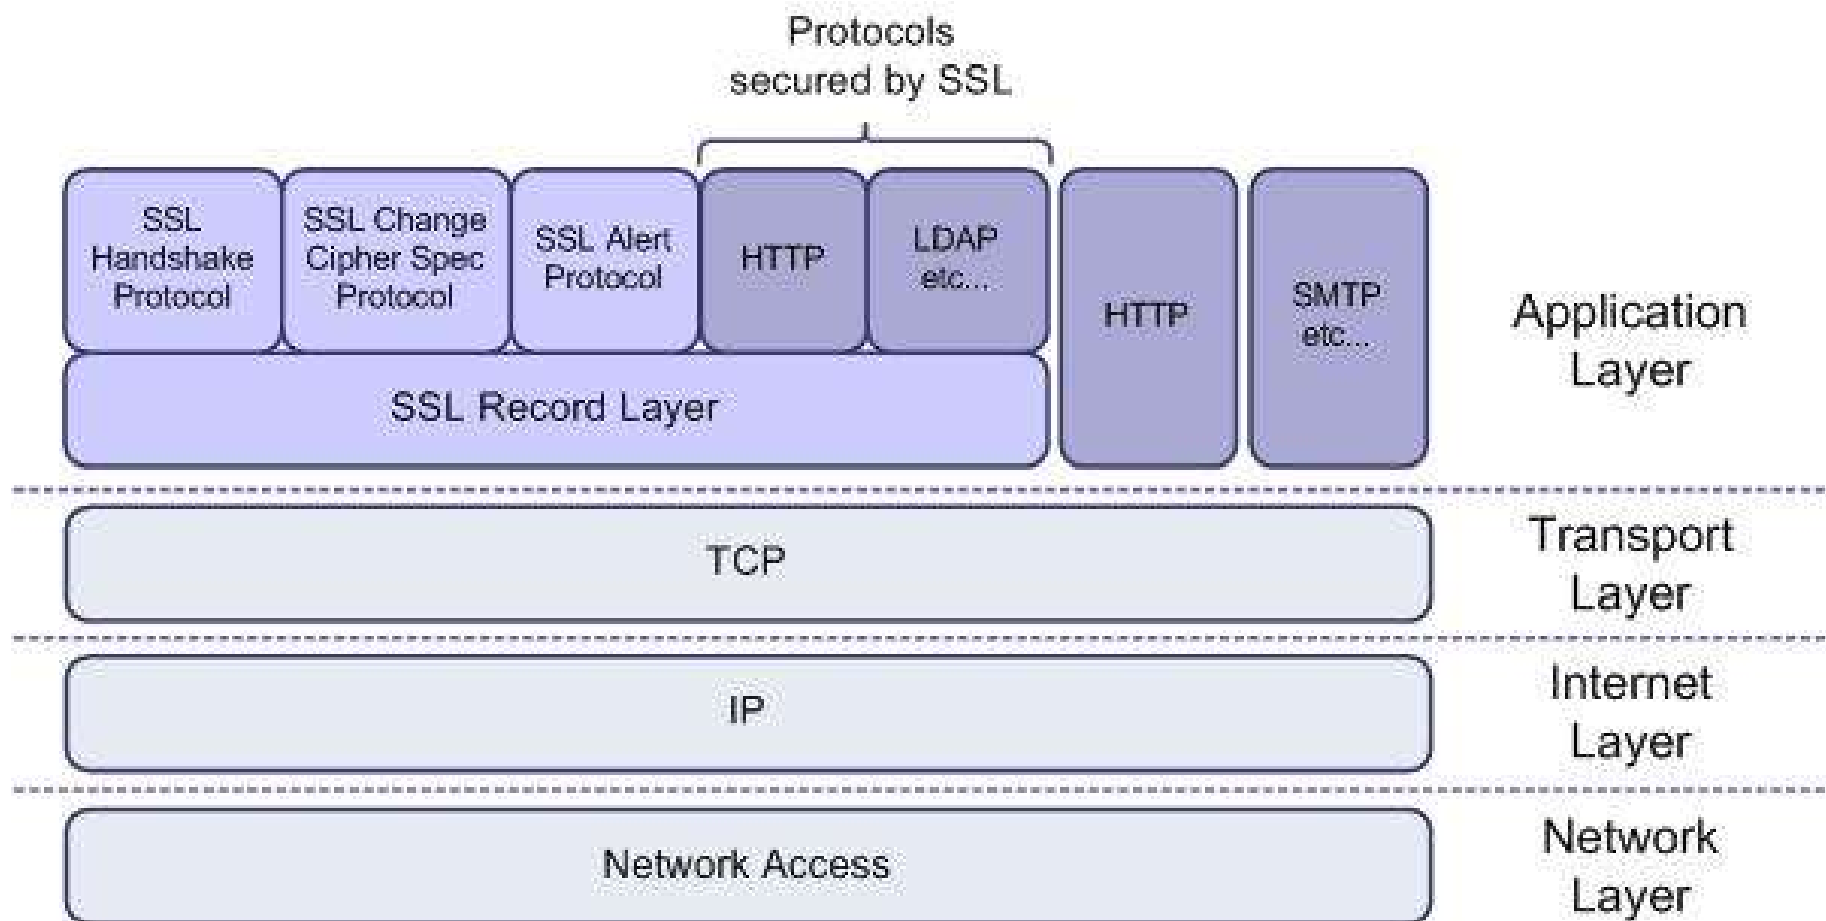 Protocols
secured by SSL
SSL
Handshake
Protocol
SSL Change
Cipher Spec
Protocol
SSL Alert
Protocol
HTTP
LDAP
etc...
HTTP
SMTP
etc...
Application
Layer
SSL Record Layer
TCP
Transport
Layer
IP
Internet
Layer
Network Access
Network
Layer